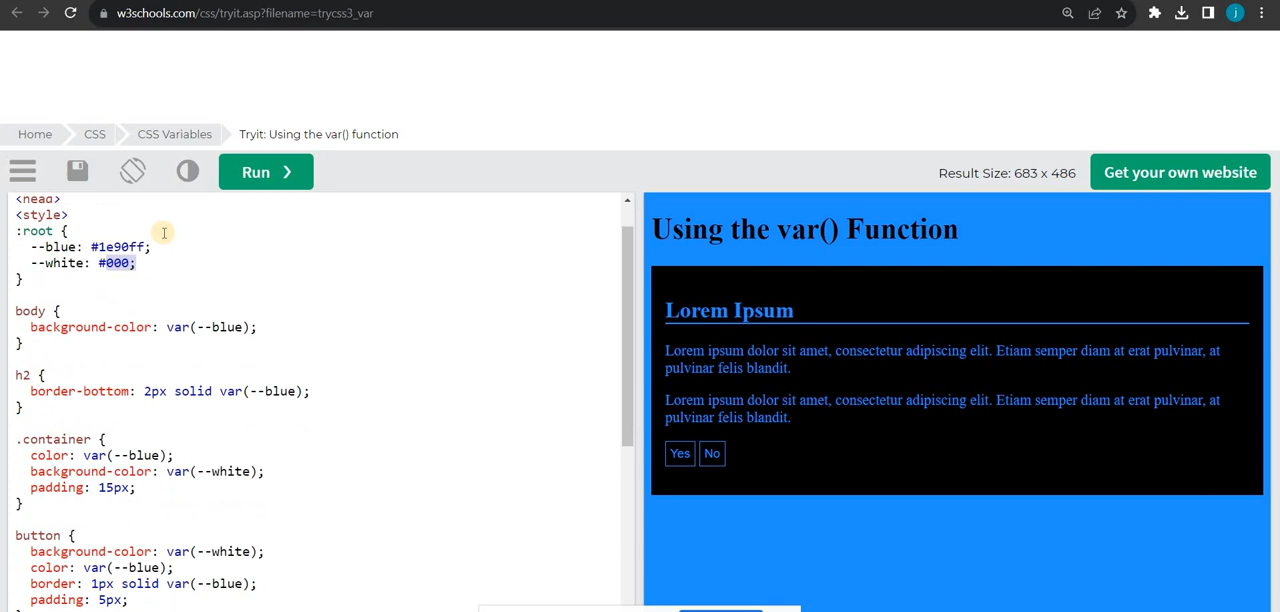 w3schools.com/css/tryit.asp?filename=trycss3_var
j
Home
CSS
CSS Variables
Tryit: Using the var() function
Run ❯
Result Size: 683 x 486
Get your own website
<head>
<style>
:root {
--blue: #1e90ff;
--white: #000;
}
body {
background-color: var(--blue);
}
h2 {
border-bottom: 2px solid var(--blue);
}
.container {
color: var(--blue);
background-color: var(--white);
padding: 15px;
}
button {
background-color: var(--white);
color: var(--blue);
border: 1px solid var(--blue);
padding: 5px;
Using the var() Function
Lorem Ipsum
Lorem ipsum dolor sit amet, consectetur adipiscing elit. Etiam semper diam at erat pulvinar, at
pulvinar felis blandit.
Lorem ipsum dolor sit amet, consectetur adipiscing elit. Etiam semper diam at erat pulvinar, at
pulvinar felis blandit.
Yes
No